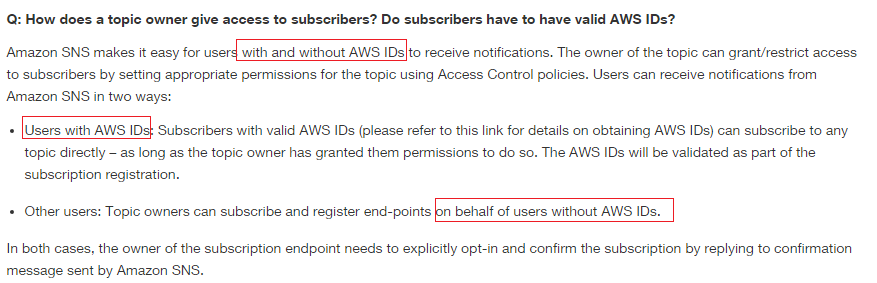 Q: How does a topic owner give access to subscribers? Do subscribers have to have valid AWS IDs?
Amazon SNS makes it easy for users with and without AWS IDs to receive notifications. The owner of the topic can grant/restrict access
to subscribers by setting appropriate permissions for the topic using Access Control policies. Users can receive notifications from
Amazon SNS in two ways:
• Users with AWS IDs: Subscribers with valid AWS IDs (please refer to this link for details on obtaining AWS IDs) can subscribe to any
topic directly – as long as the topic owner has granted them permissions to do so. The AWS IDs will be validated as part of the
subscription registration.
• Other users: Topic owners can subscribe and register end-points on behalf of users without AWS IDs.
In both cases, the owner of the subscription endpoint needs to explicitly opt-in and confirm the subscription by replying to confirmation
message sent by Amazon SNS.